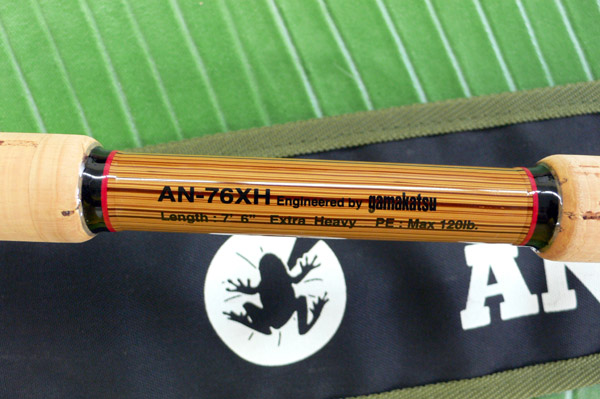 AN-76XH Engineered by gamakatsu
Length : 7' 6" Extra Heavy PE : Max 120lb.
AN